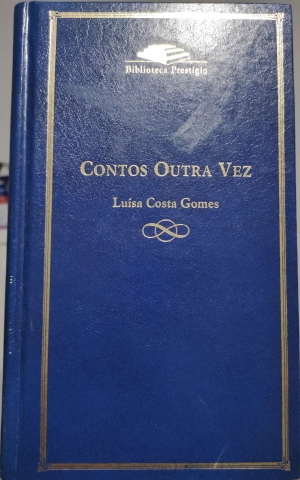 Biblioteca Prestígio
CONTOS OUTRA VEZ
Luísa Costa Gomes